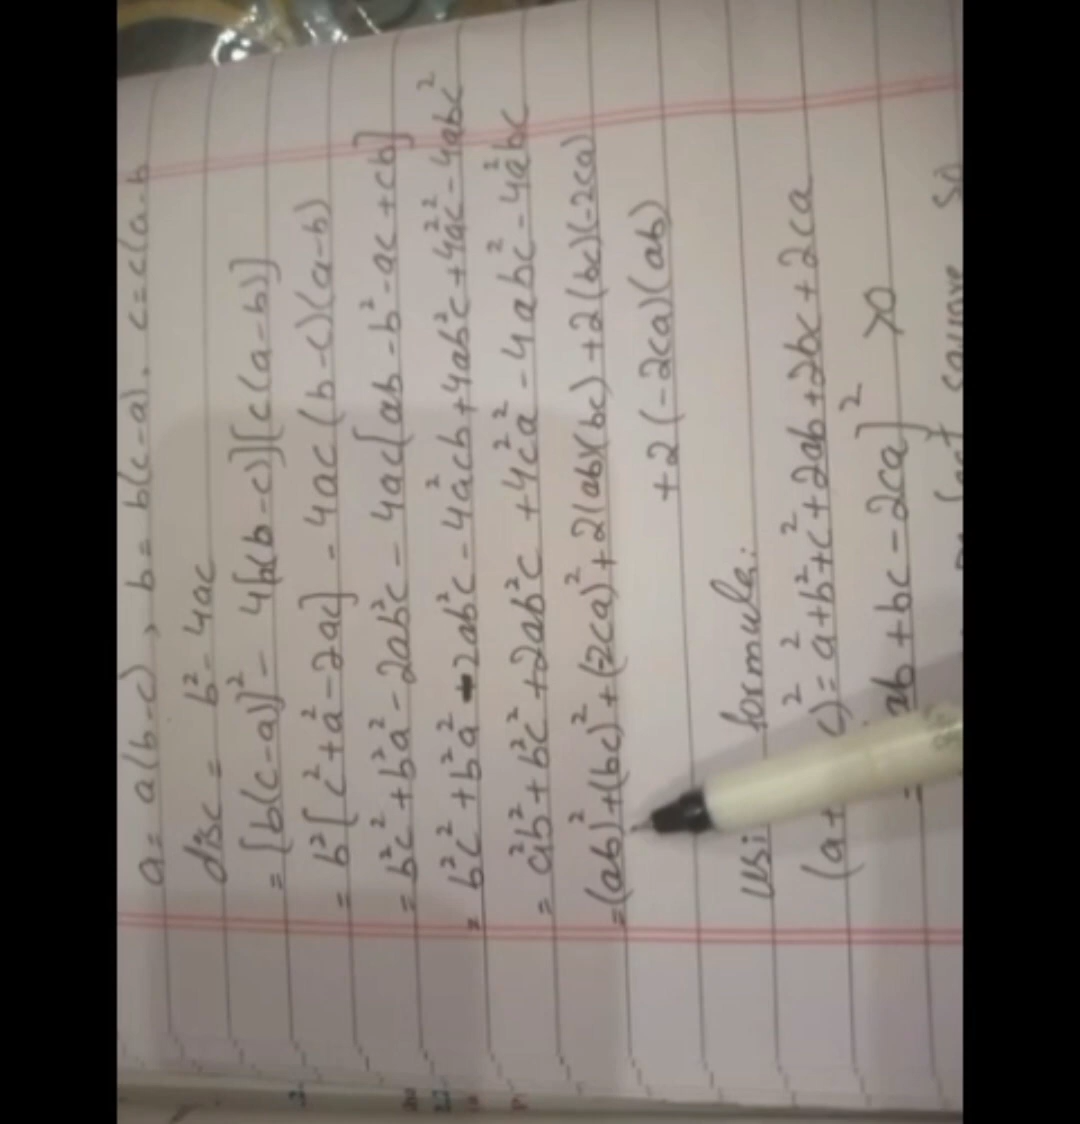 a = a(b-c), b = b(c-a), c = c(a-b
disc = b² - 4ac
= [b(c-a)]² - 4[a(b-c)][c(a-b)]
= b²[c²+a²-2ac] - 4ac(b-c)(a-b)
= b²c²+b²a²-2ab²c - 4ac[ab-b²-ac+cb]
= b²c²+b²a²-2ab²c-4a²cb+4ab²c+4a²c²-4abc²
= a²b²+b²c²+2ab²c+4c²a²-4abc²-4a²bc
=(ab)²+(bc)²+(-2ca)²+2(ab)(bc)+2(bc)(-2ca)
+2(-2ca)(ab)
usi formula:
(a+ c)²=a²+b²+c²+2ab+2bc+2ca
= ab+bc-2ca]² >0